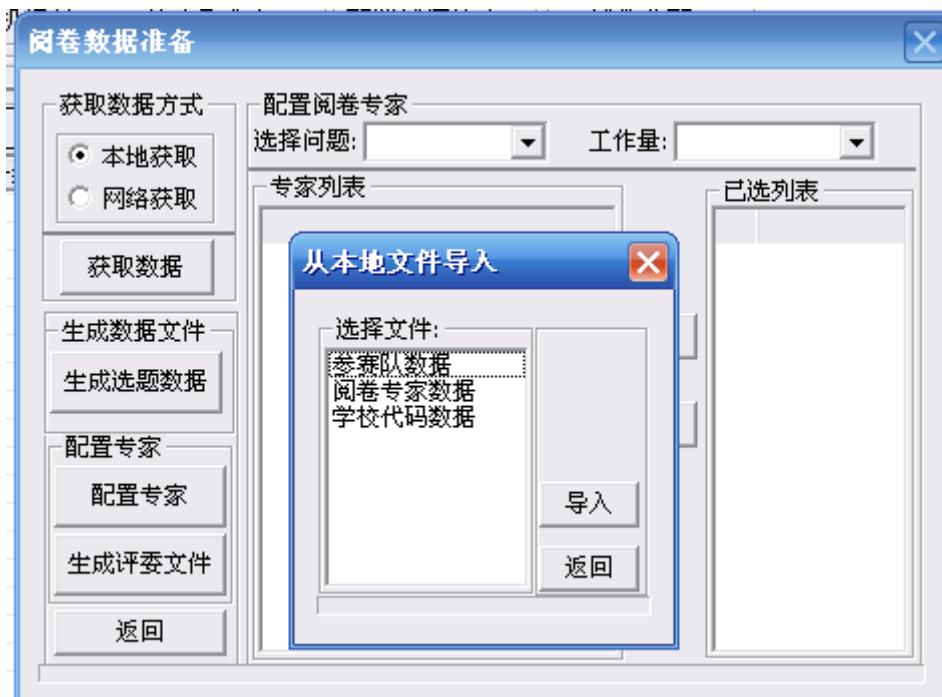 阅卷数据准备
获取数据方式
本地获取
网络获取
获取数据
生成数据文件
生成选题数据
配置专家
配置专家
生成评委文件
返回
配置阅卷专家
选择问题:
工作量:
专家列表
已选列表
从本地文件导入
选择文件:
参赛队数据
阅卷专家数据
学校代码数据
导入
返回